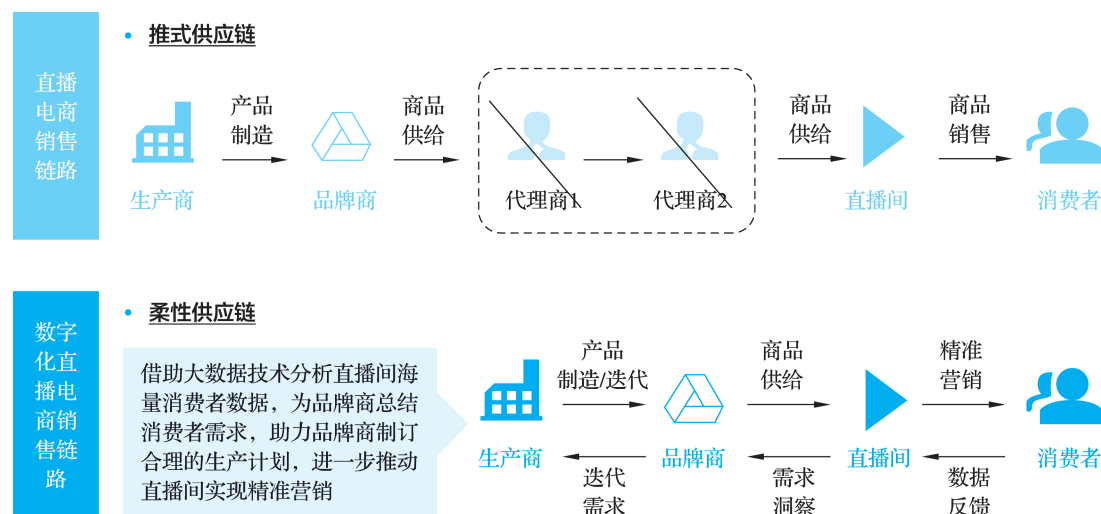 直播
电商
销售
链路
• 推式供应链
产品
制造
商品
供给
商品
供给
商品
销售
生产商
品牌商
代理商1
代理商2
直播间
消费者
数字
化直
播电
商销
售链
路
• 柔性供应链
借助大数据技术分析直播间海
量消费者数据，为品牌商总结
消费者需求，助力品牌商制订
合理的生产计划，进一步推动
直播间实现精准营销
产品
制造/迭代
商品
供给
精准
营销
生产商
品牌商
直播间
消费者
迭代
需求
需求
洞察
数据
反馈